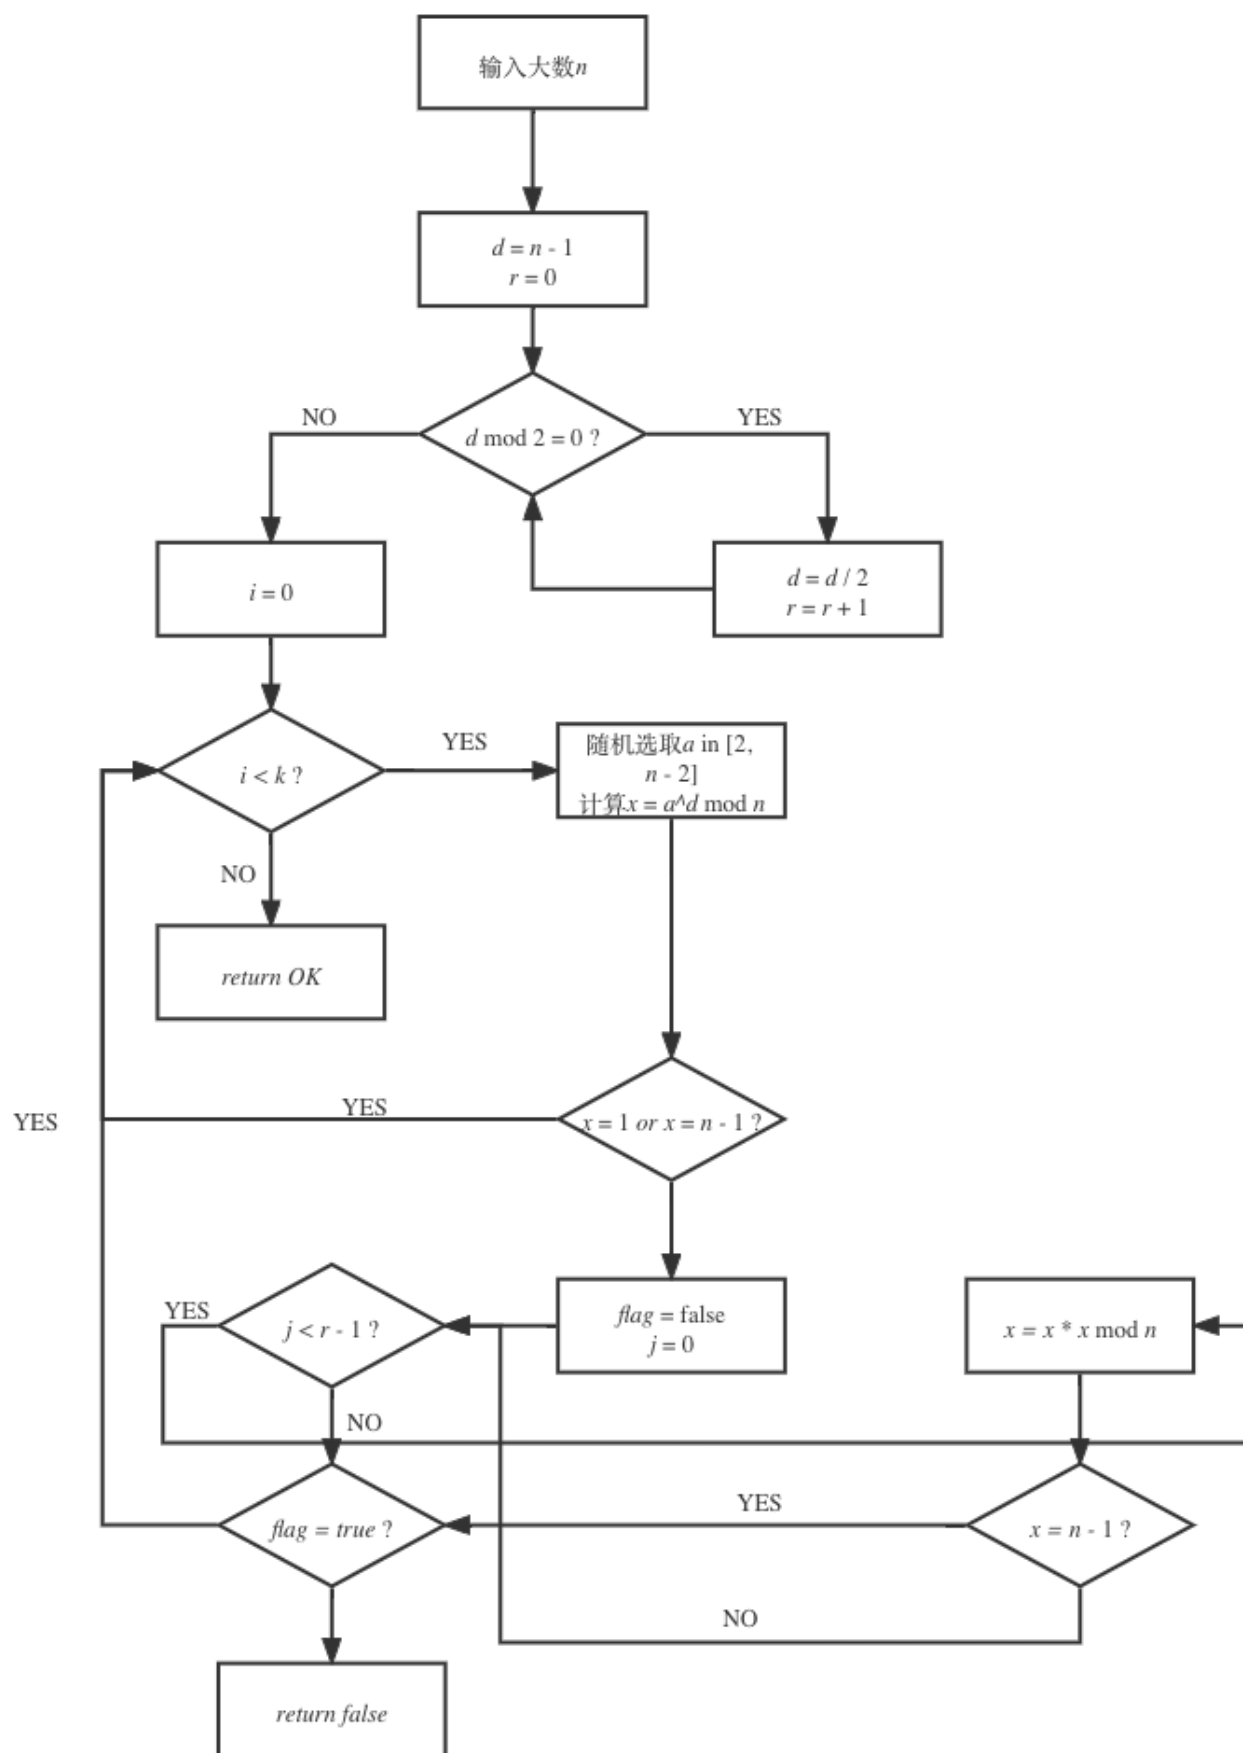 输入大数n
d = n - 1
r = 0
NO
YES
d mod 2 = 0 ?
i = 0
d = d / 2
r = r + 1
i < k ?
YES
随机选取a in [2,
n - 2]
计算x = a^d mod n
NO
return OK
YES
YES
x = 1 or x = n - 1 ?
YES
j < r - 1 ?
flag = false
j = 0
x = x * x mod n
NO
YES
flag = true ?
x = n - 1 ?
NO
return false